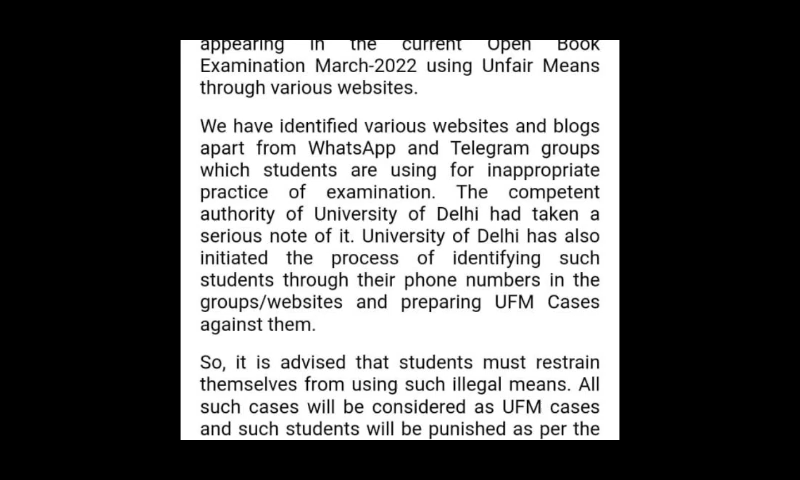 appearing in the current Open Book
Examination March-2022 using Unfair Means
through various websites.
We have identified various websites and blogs
apart from WhatsApp and Telegram groups
which students are using for inappropriate
practice of examination. The competent
authority of University of Delhi had taken a
serious note of it. University of Delhi has also
initiated the process of identifying such
students through their phone numbers in the
groups/websites and preparing UFM Cases
against them.
So, it is advised that students must restrain
themselves from using such illegal means. All
such cases will be considered as UFM cases
and such students will be punished as per the